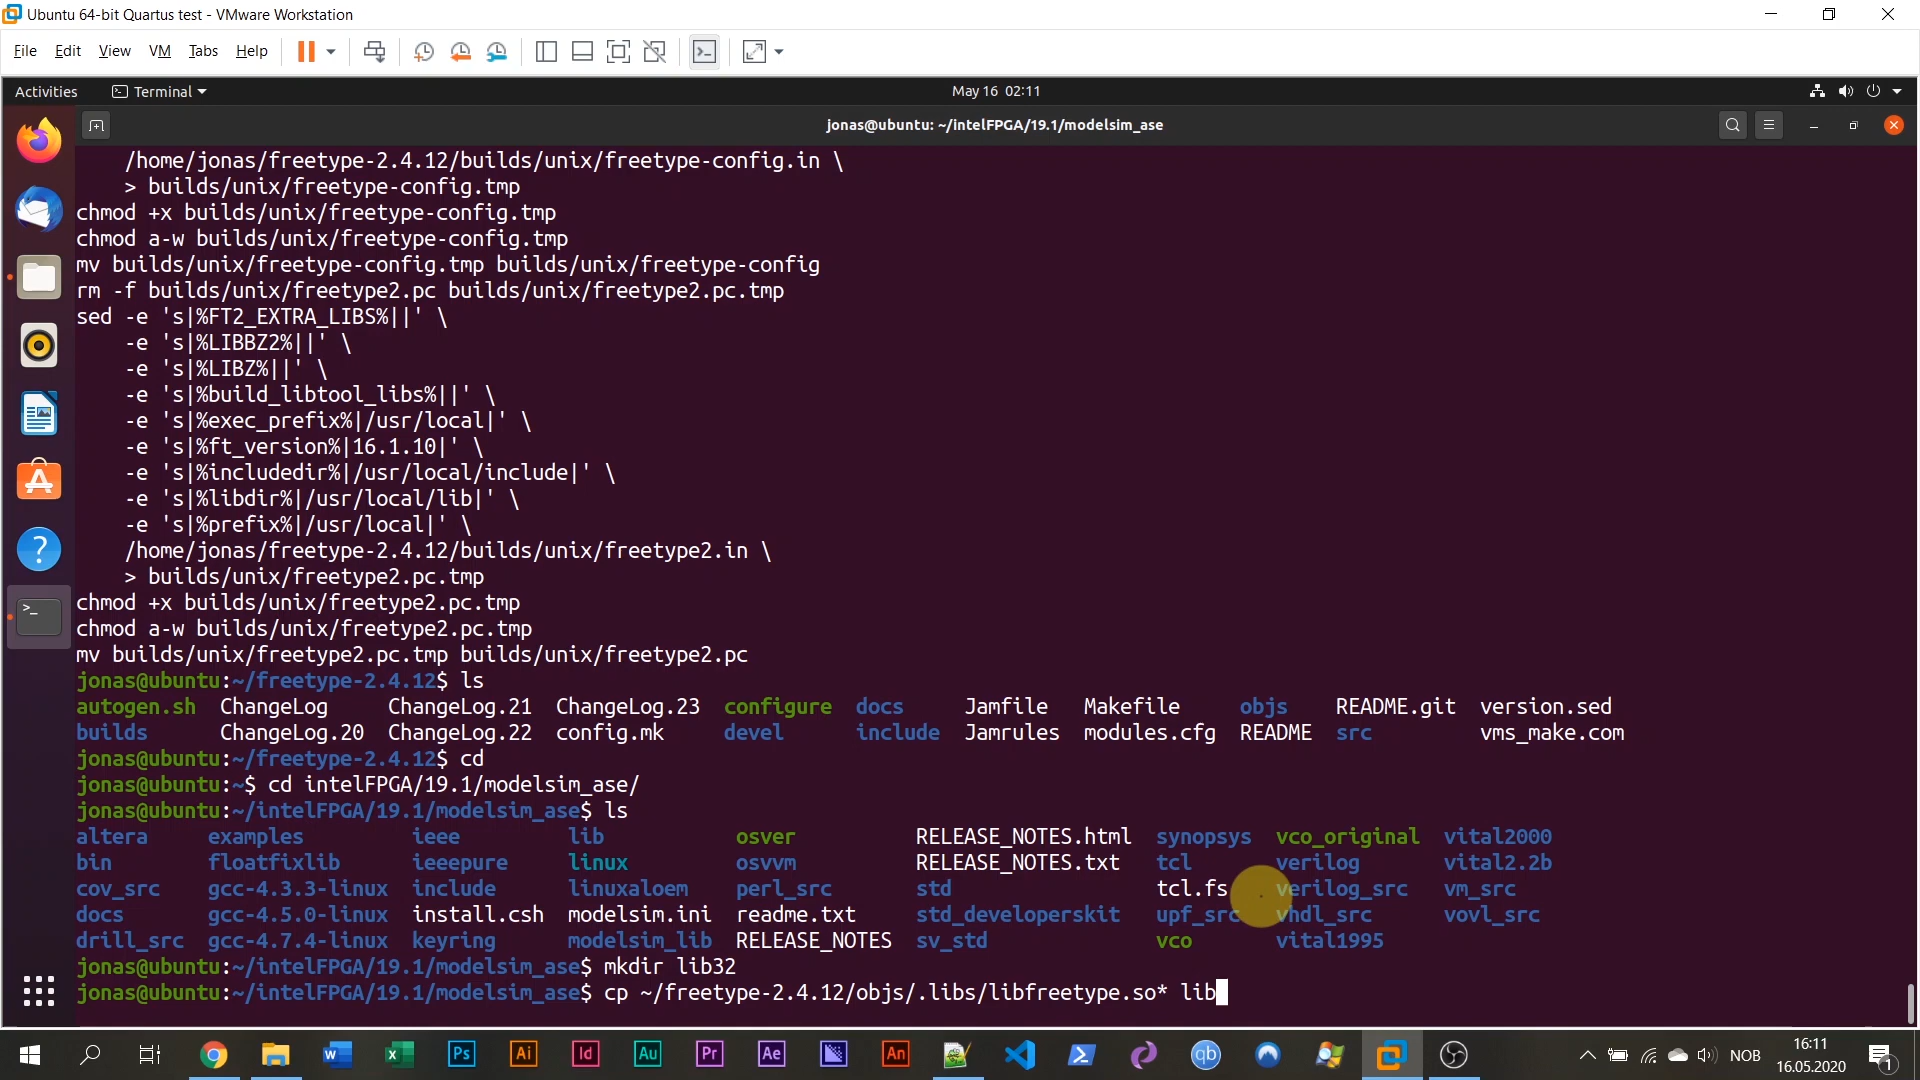 Ubuntu 64-bit Quartus test - VMware Workstation
File Edit View VM Tabs Help
Activities Terminal May 16 02:11
jonas@ubuntu: ~/intelFPGA/19.1/modelsim_ase
/home/jonas/freetype-2.4.12/builds/unix/freetype-config.in \
> builds/unix/freetype-config.tmp
chmod +x builds/unix/freetype-config.tmp
chmod a-w builds/unix/freetype-config.tmp
mv builds/unix/freetype-config.tmp builds/unix/freetype-config
rm -f builds/unix/freetype2.pc builds/unix/freetype2.pc.tmp
sed -e 's|%FT2_EXTRA_LIBS%||' \
-e 's|%LIBBZ2%||' \
-e 's|%LIBZ%||' \
-e 's|%build_libtool_libs%||' \
-e 's|%exec_prefix%|/usr/local|' \
-e 's|%ft_version%|16.1.10|' \
-e 's|%includedir%|/usr/local/include|' \
-e 's|%libdir%|/usr/local/lib|' \
-e 's|%prefix%|/usr/local|' \
/home/jonas/freetype-2.4.12/builds/unix/freetype2.in \
> builds/unix/freetype2.pc.tmp
chmod +x builds/unix/freetype2.pc.tmp
chmod a-w builds/unix/freetype2.pc.tmp
mv builds/unix/freetype2.pc.tmp builds/unix/freetype2.pc
jonas@ubuntu:~/freetype-2.4.12$ ls
autogen.sh ChangeLog ChangeLog.21 ChangeLog.23 configure docs Jamfile Makefile objs README.git version.sed
builds ChangeLog.20 ChangeLog.22 config.mk devel include Jamrules modules.cfg README src vms_make.com
jonas@ubuntu:~/freetype-2.4.12$ cd
jonas@ubuntu:~$ cd intelFPGA/19.1/modelsim_ase/
jonas@ubuntu:~/intelFPGA/19.1/modelsim_ase$ ls
altera examples ieee lib osver RELEASE_NOTES.html synopsys vco_original vital2000
bin floatfixlib ieeepure linux osvvm RELEASE_NOTES.txt tcl verilog vital2.2b
cov_src gcc-4.3.3-linux include linuxaloem perl_src std tcl.fs verilog_src vm_src
docs gcc-4.5.0-linux install.csh modelsim.ini readme.txt std_developerskit upf_src vhdl_src vovl_src
drill_src gcc-4.7.4-linux keyring modelsim_lib RELEASE_NOTES sv_std vco vital1995
jonas@ubuntu:~/intelFPGA/19.1/modelsim_ase$ mkdir lib32
jonas@ubuntu:~/intelFPGA/19.1/modelsim_ase$ cp ~/freetype-2.4.12/objs/.libs/libfreetype.so* lib
Ps Ai Id Au Pr Ae An qb NOB 16:11
16.05.2020 1